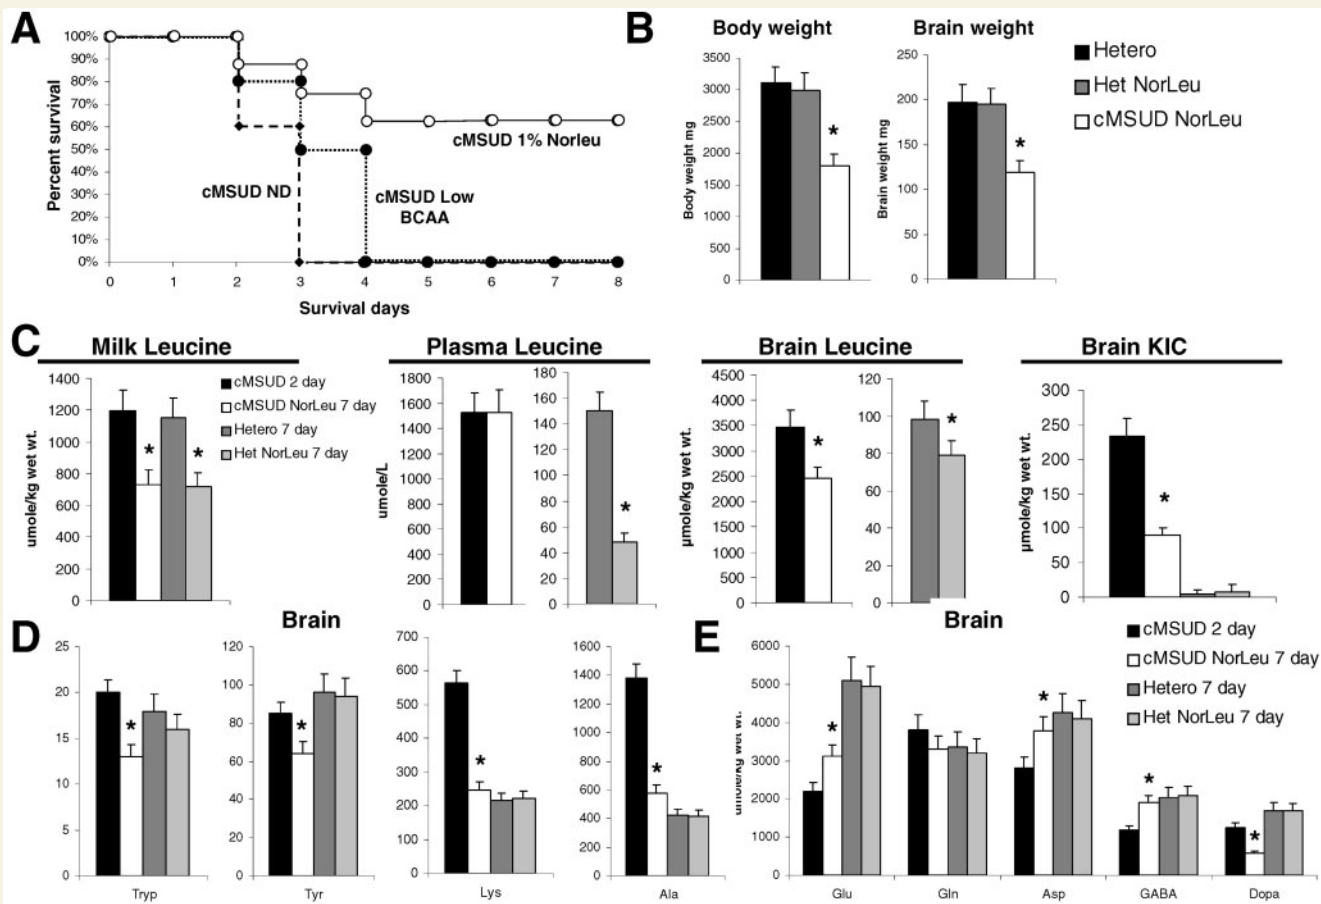 A
100%
90%
80%
70%
60%
50%
40%
30%
20%
10%
0%
Percent survival
cMSUD 1% Norleu
cMSUD ND
cMSUD Low
BCAA
0 1 2 3 4 5 6 7 8
Survival days
B
Body weight
3500
3000
2500
2000
1500
1000
500
0
Body weight mg
*
Brain weight
250
200
150
100
50
0
Brain weight mg
*
Hetero
Het NorLeu
cMSUD NorLeu
C
Milk Leucine
1400
1200
1000
800
600
400
200
0
umole/kg wet wt.
* *
cMSUD 2 day
cMSUD NorLeu 7 day
Hetero 7 day
Het NorLeu 7 day
Plasma Leucine
1800
1600
1400
1200
1000
800
600
400
200
0
umole/L
180
160
140
120
100
80
60
40
20
0
*
Brain Leucine
4500
4000
3500
3000
2500
2000
1500
1000
500
0
µmole/kg wet wt.
*
120
100
80
60
40
20
0
*
Brain KIC
300
250
200
150
100
50
0
µmole/kg wet wt.
*
D
Brain
25
20
15
10
5
0
*
Tryp
120
100
80
60
40
20
0
*
Tyr
700
600
500
400
300
200
100
0
*
Lys
1600
1400
1200
1000
800
600
400
200
0
*
Ala
E
Brain
6000
5000
4000
3000
2000
1000
0
umole/kg wet wt.
* * * *
cMSUD 2 day
cMSUD NorLeu 7 day
Hetero 7 day
Het NorLeu 7 day
Glu Gln Asp GABA Dopa